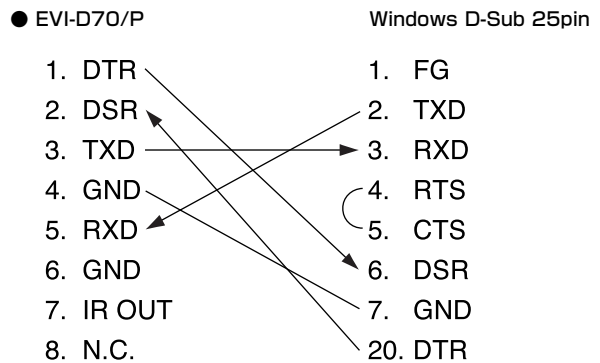 ● EVI-D70/P
Windows D-Sub 25pin
1. DTR
1. FG
2. DSR
2. TXD
3. TXD
3. RXD
4. GND
4. RTS
5. RXD
5. CTS
6. GND
6. DSR
7. IR OUT
7. GND
8. N.C.
20. DTR